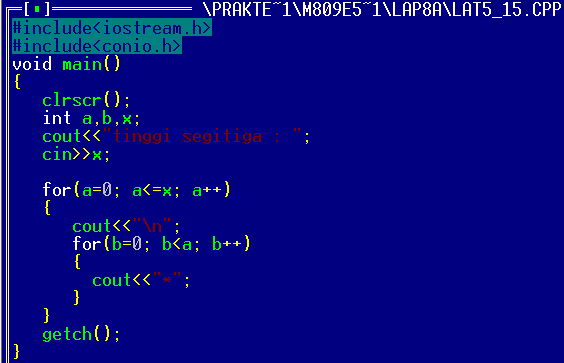 \PRAKTE~1\M809E5~1\LAP8A\LAT5_15.CPP
#include<iostream.h>
#include<conio.h>
void main()
{
clrscr();
int a,b,x;
cout<<"tinggi segitiga : ";
cin>>x;
for(a=0; a<=x; a++)
{
cout<<"\n";
for(b=0; b<a; b++)
{
cout<<"*";
}
}
getch();
}